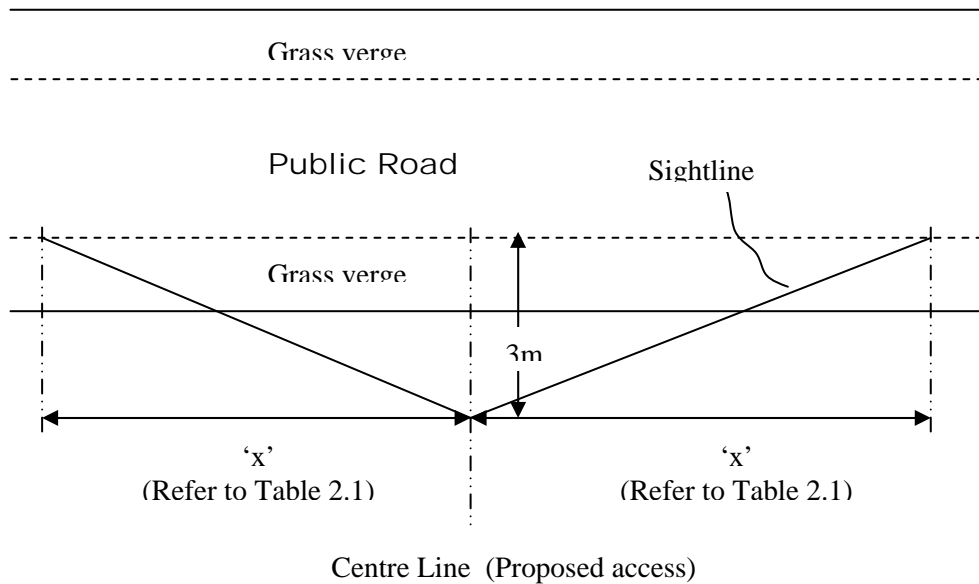 Grass verge
Public Road
Sightline
Grass verge
3m
‘x’
(Refer to Table 2.1)
‘x’
(Refer to Table 2.1)
Centre Line (Proposed access)